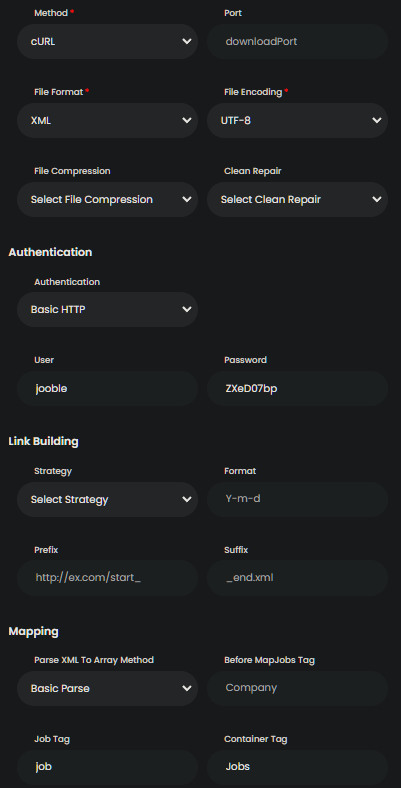 Method * Port
cURL downloadPort
File Format * File Encoding *
XML UTF-8
File Compression Clean Repair
Select File Compression Select Clean Repair
Authentication
Authentication
Basic HTTP
User Password
jooble ZXeD07bp
Link Building
Strategy Format
Select Strategy Y-m-d
Prefix Suffix
http://ex.com/start_ _end.xml
Mapping
Parse XML To Array Method Before MapJobs Tag
Basic Parse Company
Job Tag Container Tag
job Jobs